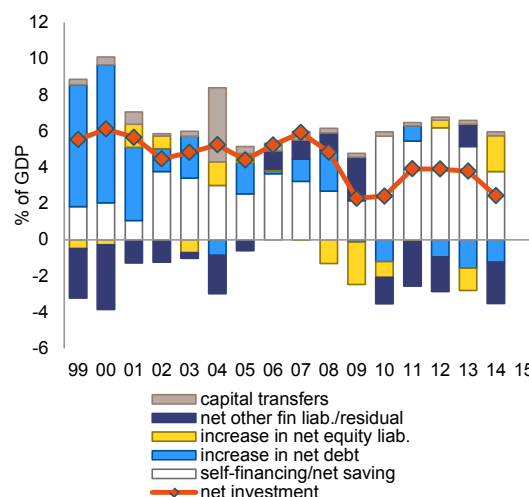 12
10
8
6
4
2
0
-2
-4
-6
% of GDP
99 00 01 02 03 04 05 06 07 08 09 10 11 12 13 14 15
capital transfers
net other fin liab./residual
increase in net equity liab.
increase in net debt
self-financing/net saving
net investment